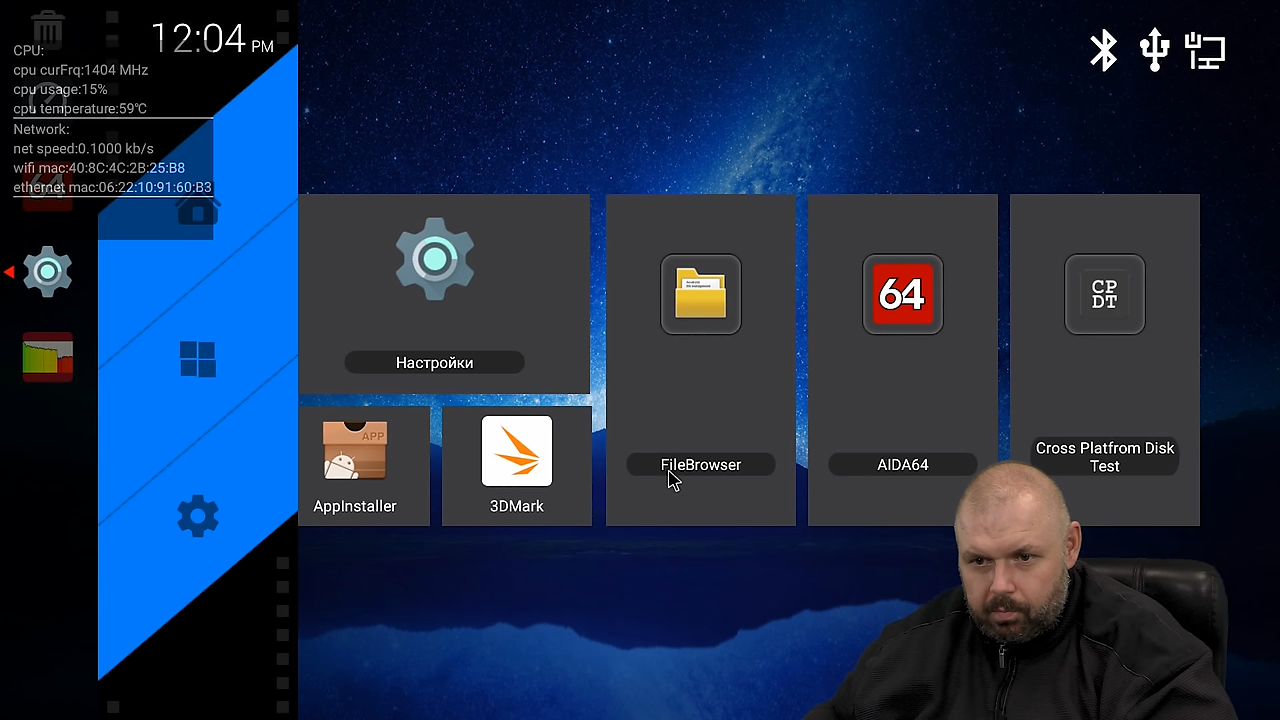 12:04 PM
CPU:
cpu curFrq:1404 MHz
cpu usage:15%
cpu temperature:59℃
Network:
net speed:0.1000 kb/s
wifi mac:40:8C:4C:2B:25:B8
ethernet mac:06:22:10:91:60:B3
64
Настройки
64
CP
DT
FileBrowser
AIDA64
Cross Platfrom Disk
Test
APP
AppInstaller
3DMark